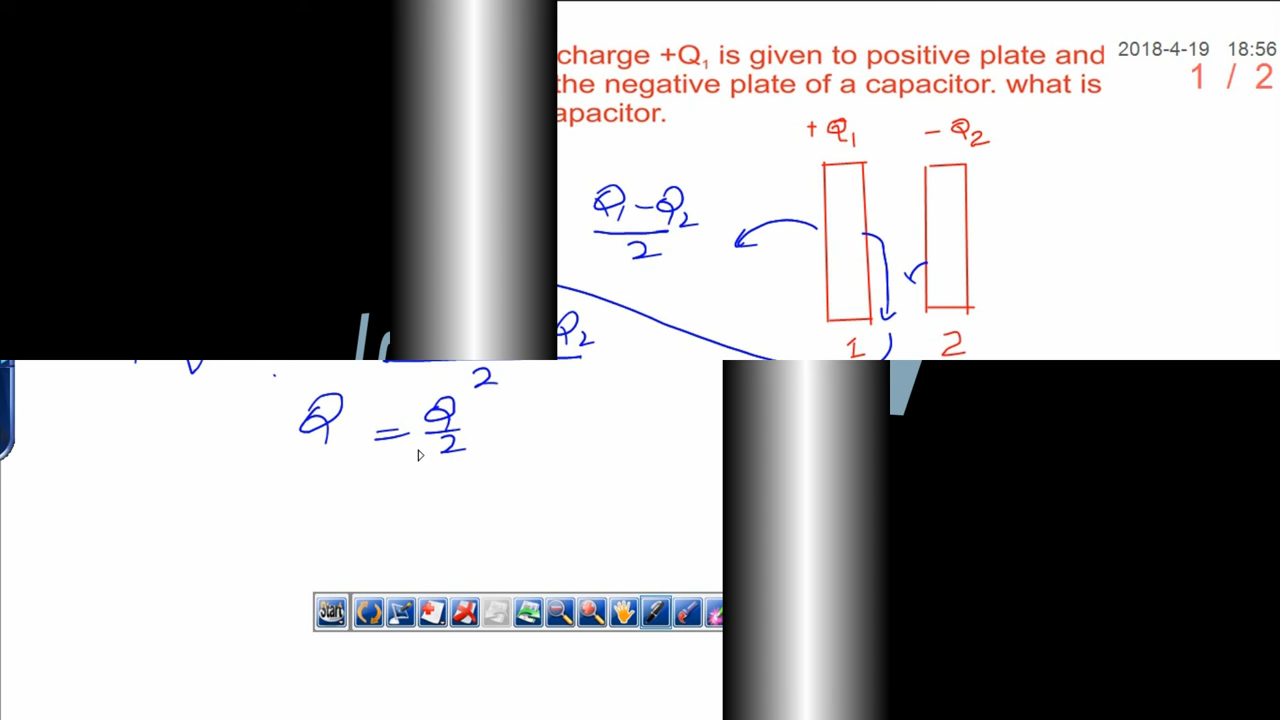 charge +Q₁ is given to positive plate and
the negative plate of a capacitor. what is
apacitor.
2018-4-19 18:56
1 / 2
+Q₁ -Q₂
Q₁-Q₂
2
Q₂
2
1 2
Q = Q
2
Start